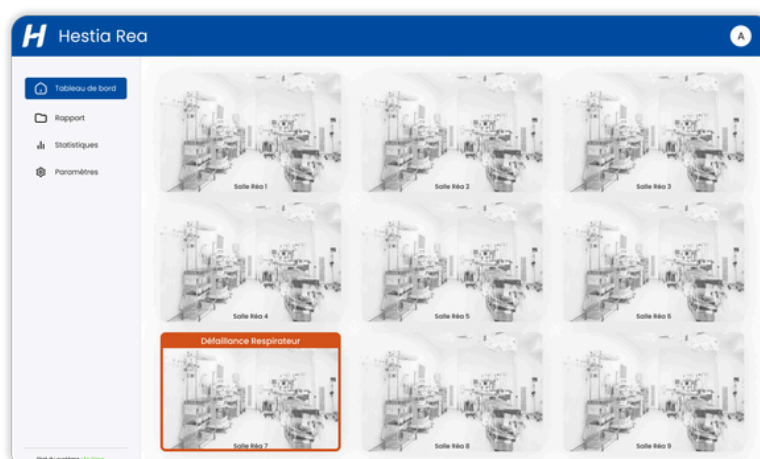 H Hestia Rea
A
Tableau de bord
Rapport
Statistiques
Paramètres
Salle Réa 1
Salle Réa 2
Salle Réa 3
Salle Réa 4
Salle Réa 5
Salle Réa 6
Défaillance Respirateur
Salle Réa 7
Salle Réa 8
Salle Réa 9